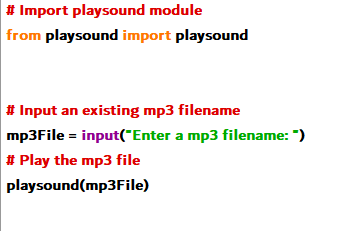 # Import playsound module
from playsound import playsound
# Input an existing mp3 filename
mp3File = input("Enter a mp3 filename: ")
# Play the mp3 file
playsound(mp3File)